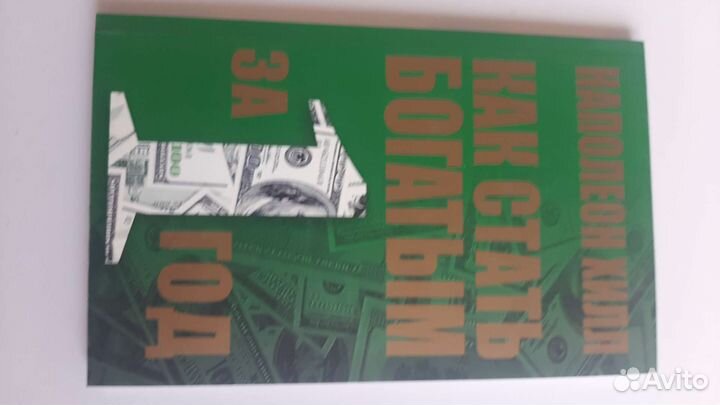 НАПОЛЕОН ХИЛЛ
КАК СТАТЬ
БОГАТЫМ
ЗА 1 ГОД
Avito